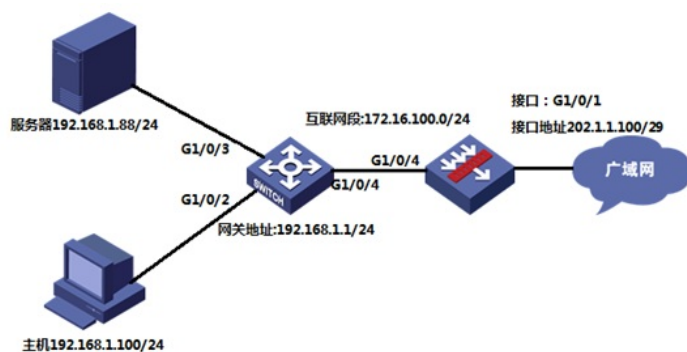 服务器192.168.1.88/24
G1/0/3
互联网段:172.16.100.0/24
接口：G1/0/1
接口地址202.1.1.100/29
G1/0/4
G1/0/4
广域网
SWITCH
G1/0/2
网关地址:192.168.1.1/24
主机192.168.1.100/24